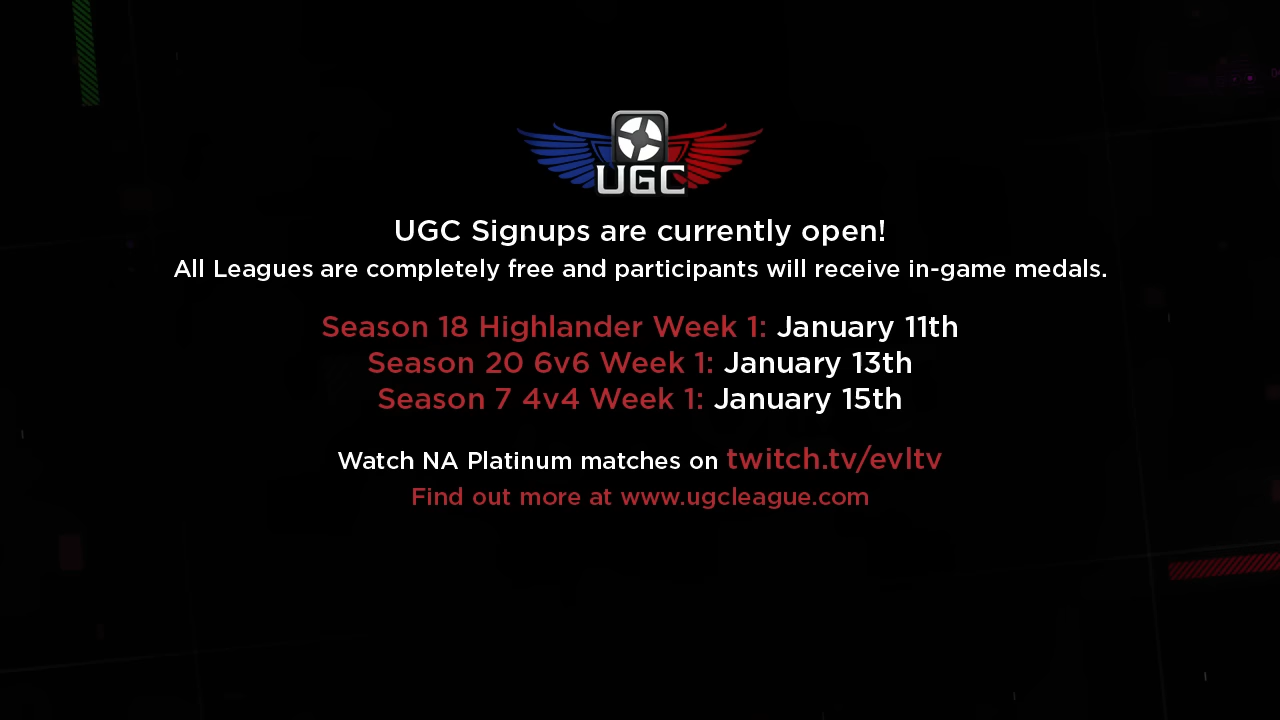 UGC
UGC Signups are currently open!
All Leagues are completely free and participants will receive in-game medals.
Season 18 Highlander Week 1: January 11th
Season 20 6v6 Week 1: January 13th
Season 7 4v4 Week 1: January 15th
Watch NA Platinum matches on twitch.tv/evltv
Find out more at www.ugcleague.com